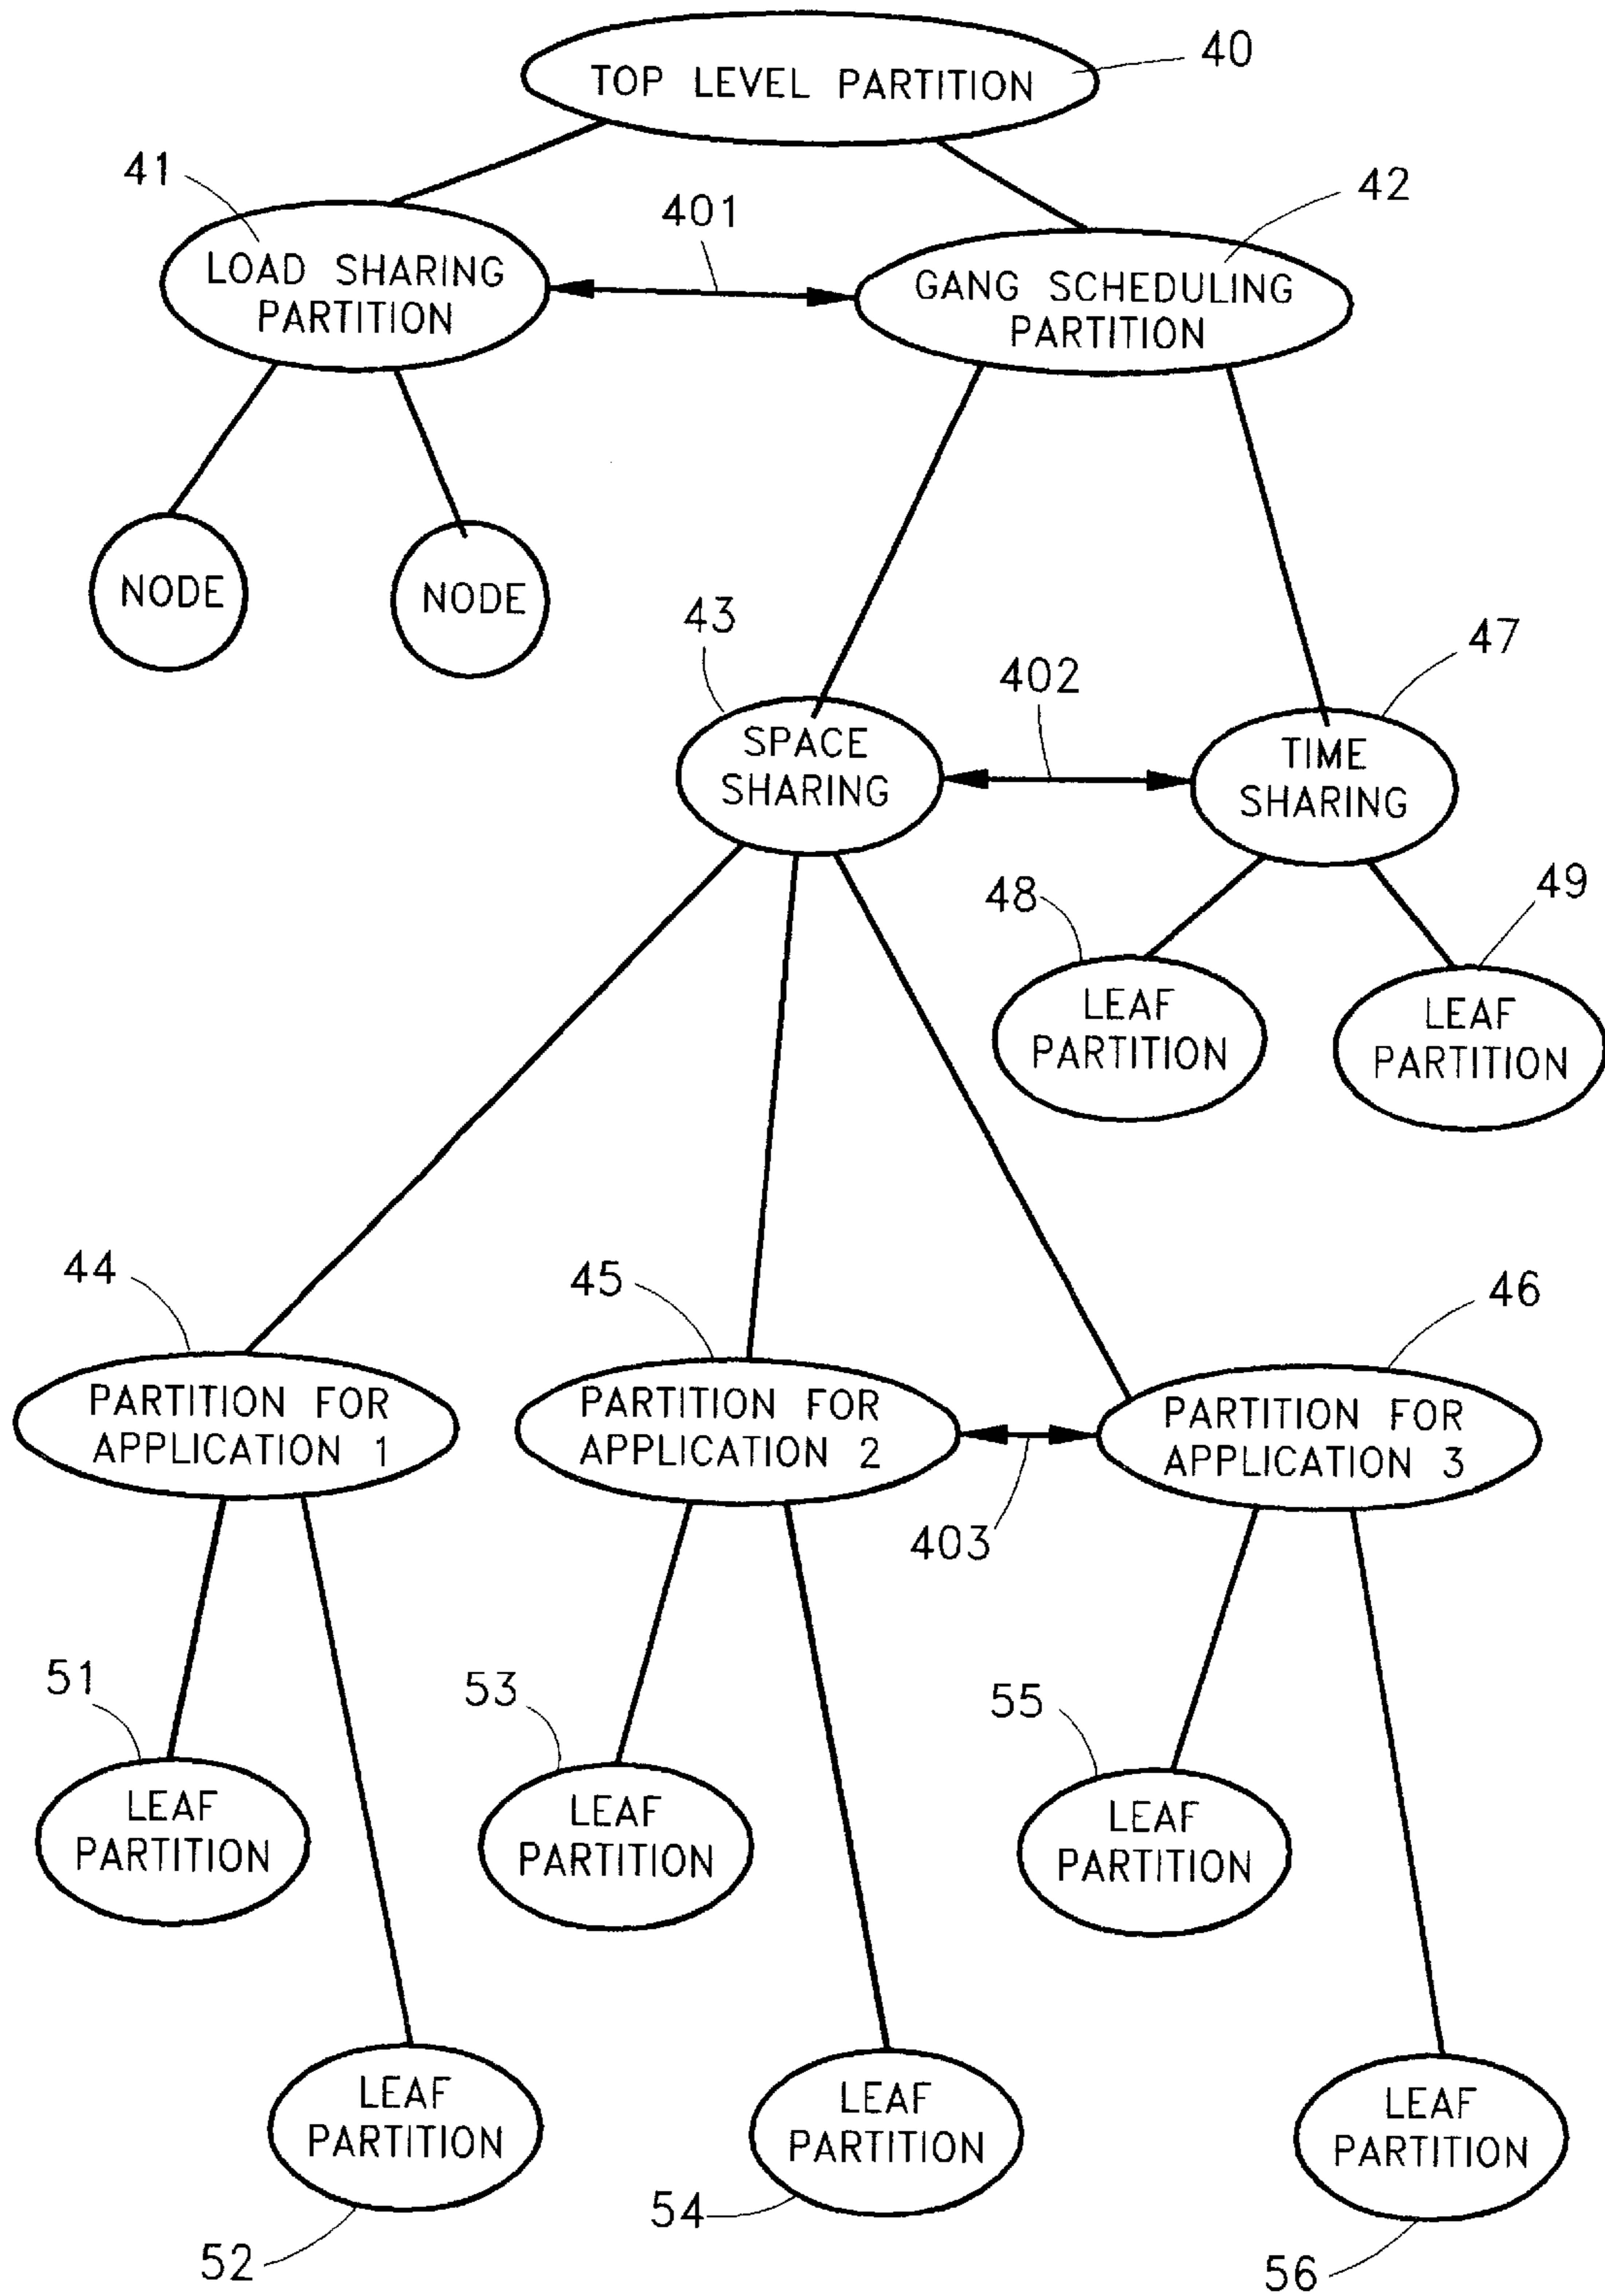 40
TOP LEVEL PARTITION
41
401
42
LOAD SHARING
PARTITION
GANG SCHEDULING
PARTITION
NODE
NODE
43
402
47
SPACE
SHARING
TIME
SHARING
48
49
LEAF
PARTITION
LEAF
PARTITION
44
45
46
PARTITION FOR
APPLICATION 1
PARTITION FOR
APPLICATION 2
PARTITION FOR
APPLICATION 3
403
51
53
55
LEAF
PARTITION
LEAF
PARTITION
LEAF
PARTITION
LEAF
PARTITION
LEAF
PARTITION
LEAF
PARTITION
52
54
56